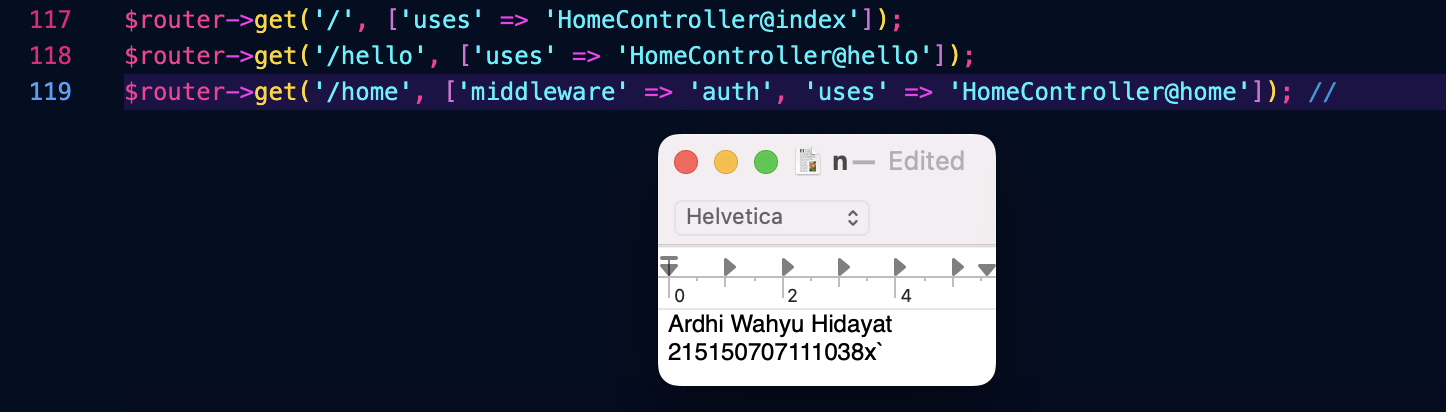 117 $router->get('/', ['uses' => 'HomeController@index']);
118 $router->get('/hello', ['uses' => 'HomeController@hello']);
119 $router->get('/home', ['middleware' => 'auth', 'uses' => 'HomeController@home']); //
n — Edited
Helvetica
0 2 4
Ardhi Wahyu Hidayat
215150707111038x`